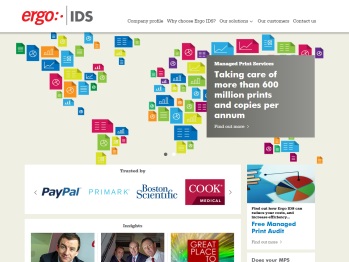 ergo: IDS
Company profile Why choose Ergo IDS? Our solutions Our customers Contact us
Managed Print Services
Taking care of
more than 600
million prints
and copies per
annum
Find out more
Trusted by
PayPal PRIMARK Boston Scientific COOK MEDICAL
Find out how Ergo IDS can
reduce your costs, and
increase efficiency...
Free Managed
Print Audit
Find out more
Insights
GREAT
PLACE TO
Does your MPS